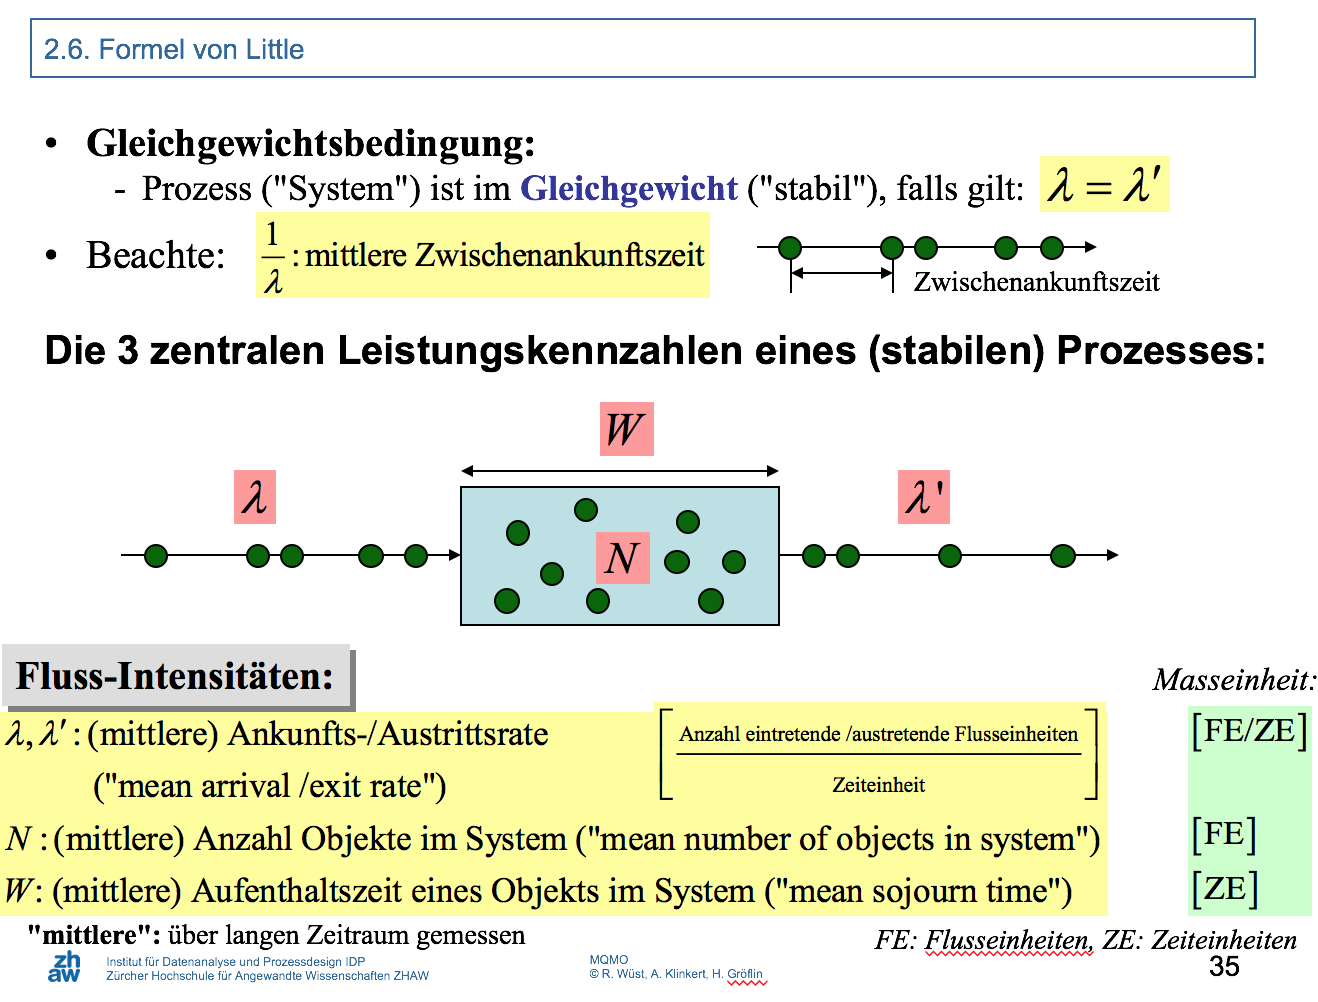 2.6. Formel von Little
• Gleichgewichtsbedingung:
- Prozess ("System") ist im Gleichgewicht ("stabil"), falls gilt: λ = λ'
• Beachte: 1/λ : mittlere Zwischenankunftszeit
Zwischenankunftszeit
Die 3 zentralen Leistungskennzahlen eines (stabilen) Prozesses:
W
λ
λ'
N
Fluss-Intensitäten:
Masseinheit:
λ, λ' : (mittlere) Ankunfts-/Austrittsrate
("mean arrival /exit rate")
[Anzahl eintretende /austretende Flusseinheiten
Zeiteinheit]
[FE/ZE]
N : (mittlere) Anzahl Objekte im System ("mean number of objects in system")
[FE]
W : (mittlere) Aufenthaltszeit eines Objekts im System ("mean sojourn time")
[ZE]
"mittlere": über langen Zeitraum gemessen
FE: Flusseinheiten, ZE: Zeiteinheiten
zh
aw
Institut für Datenanalyse und Prozessdesign IDP
Zürcher Hochschule für Angewandte Wissenschaften ZHAW
MQMO
© R. Wüst, A. Klinkert, H. Gröflin
35